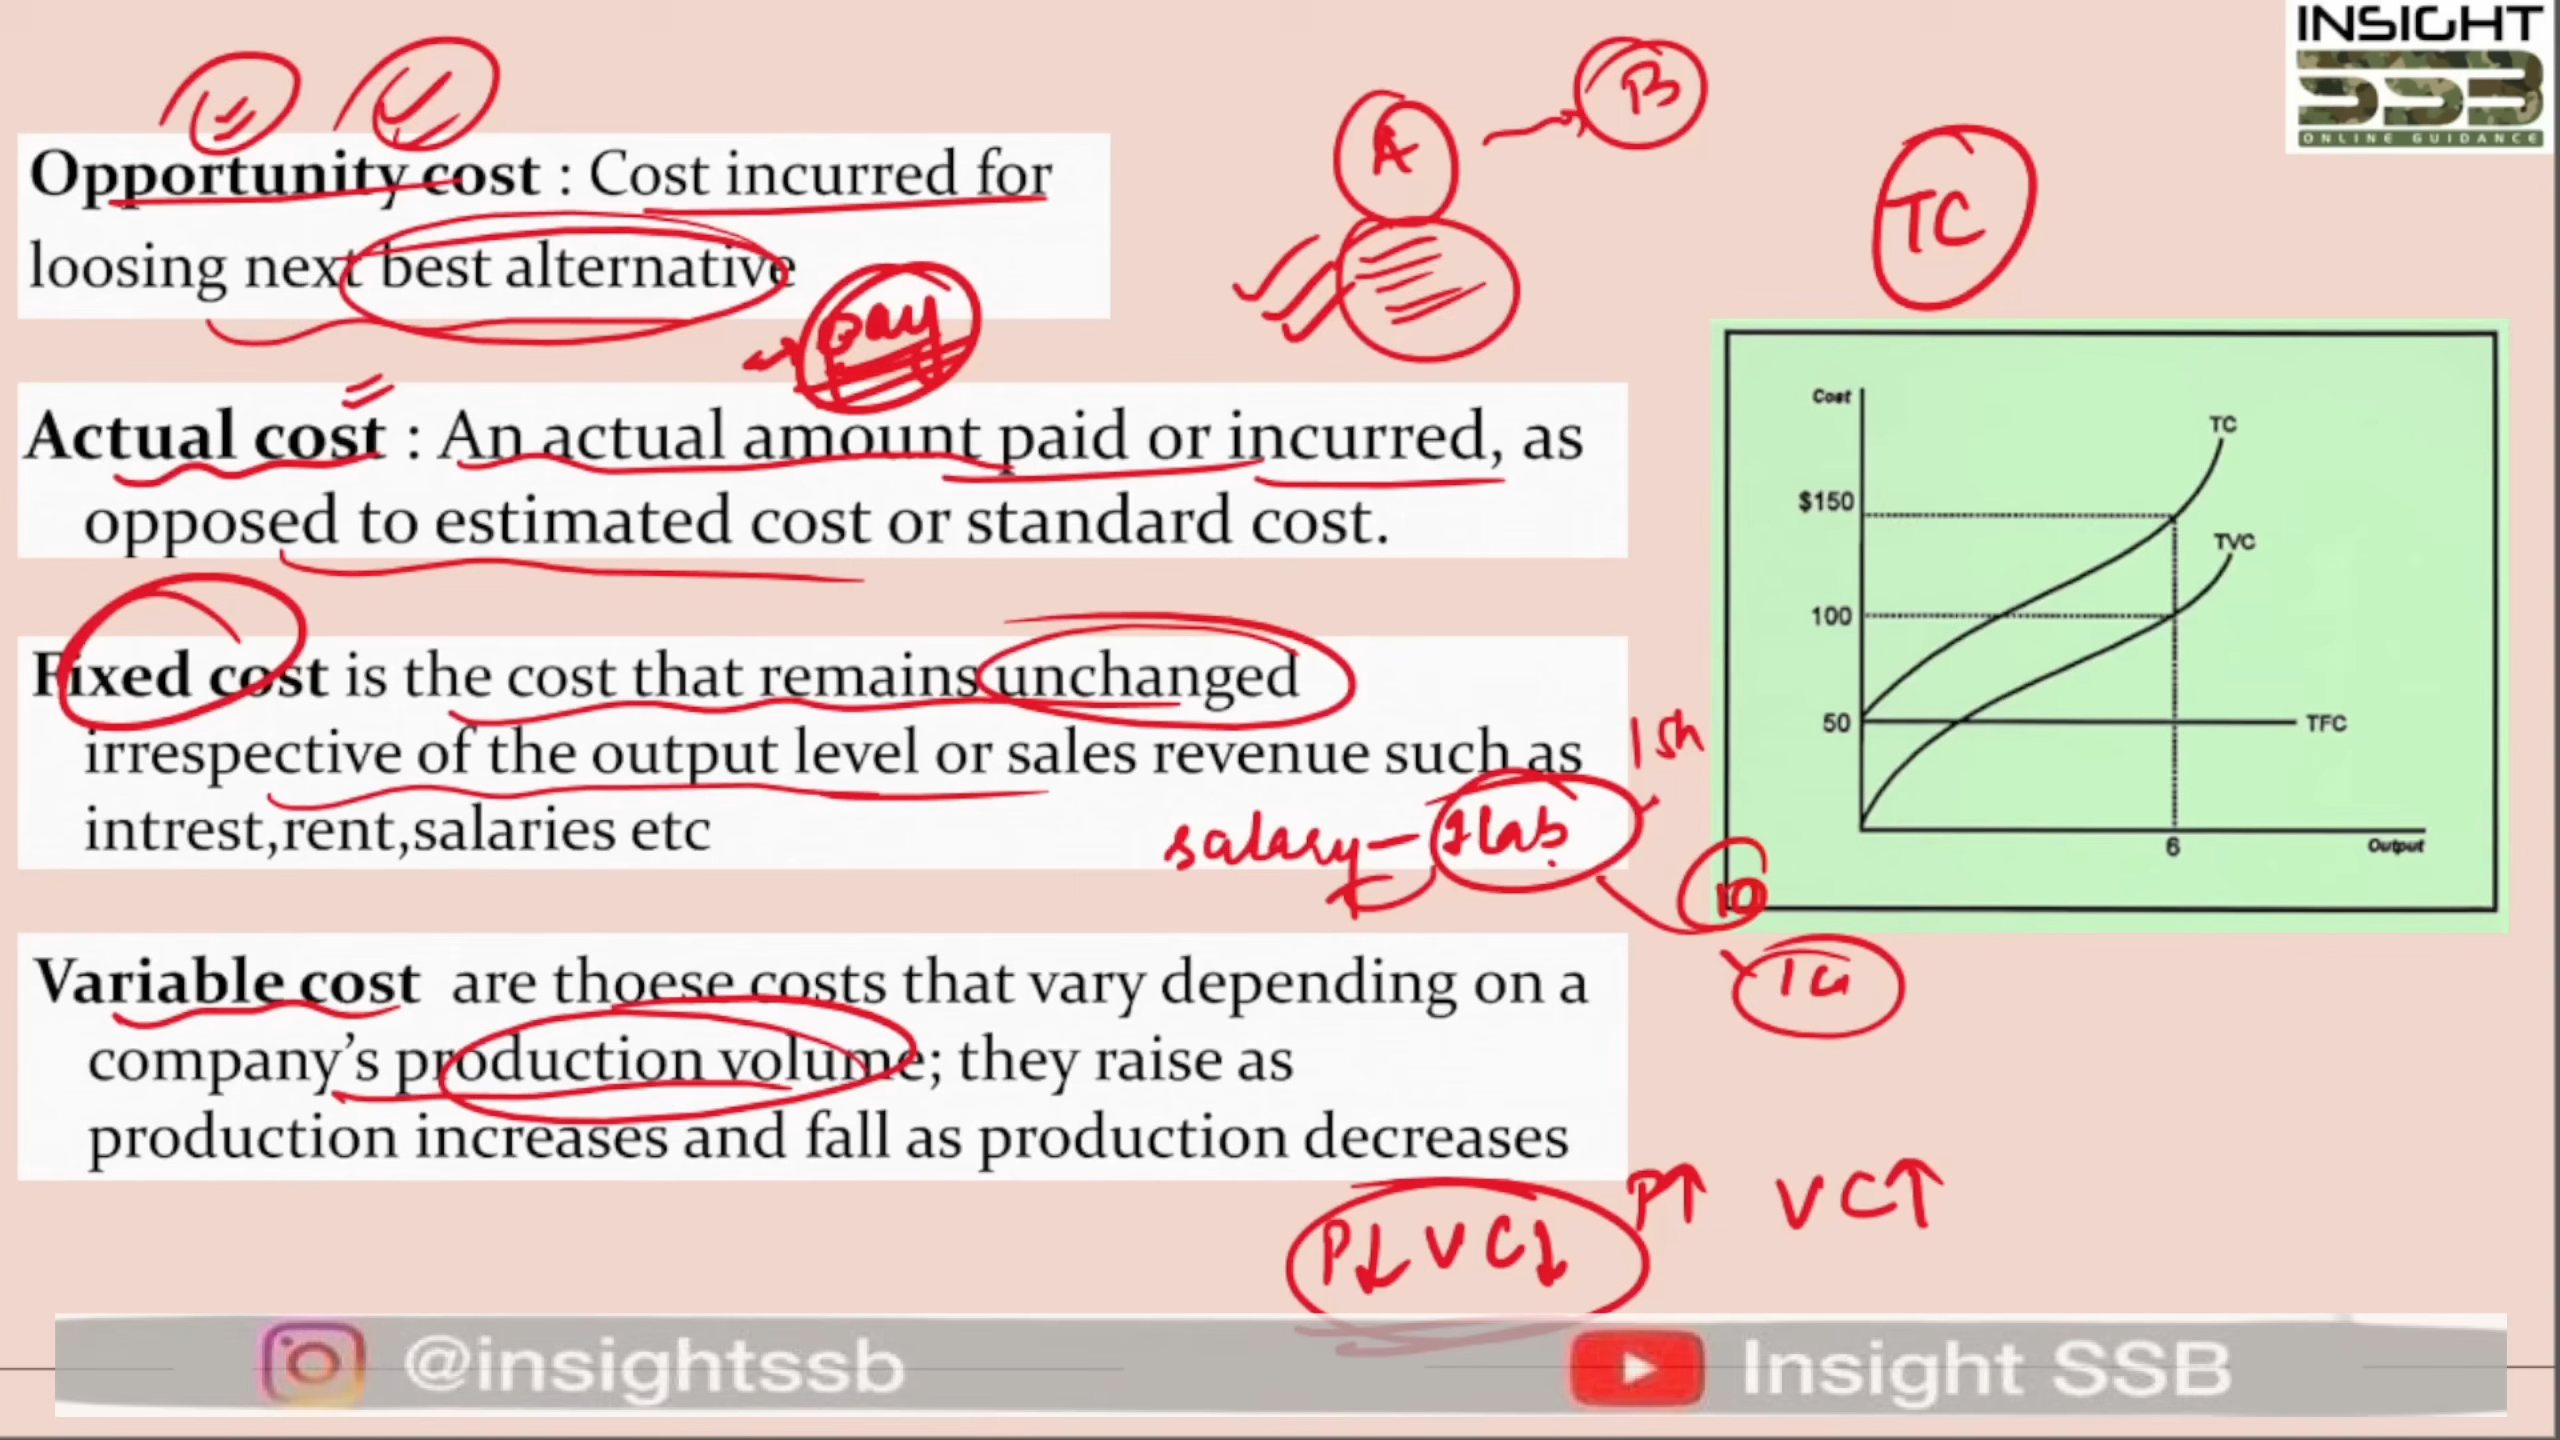 INSIGHT
SSB
ONLINE GUIDANCE
Opportunity cost : Cost incurred for
loosing next best alternative
A
B
TC
pay
Actual cost : An actual amount paid or incurred, as
opposed to estimated cost or standard cost.
Fixed cost is the cost that remains unchanged
irrespective of the output level or sales revenue such as
intrest,rent,salaries etc
salary-
10
Cost
TC
$150
TVC
100
50
TFC
6
Output
Variable cost are thoese costs that vary depending on a
company's production volume; they raise as
production increases and fall as production decreases
P↑ VC↑
P↓ VC↓
@insightssb
Insight SSB